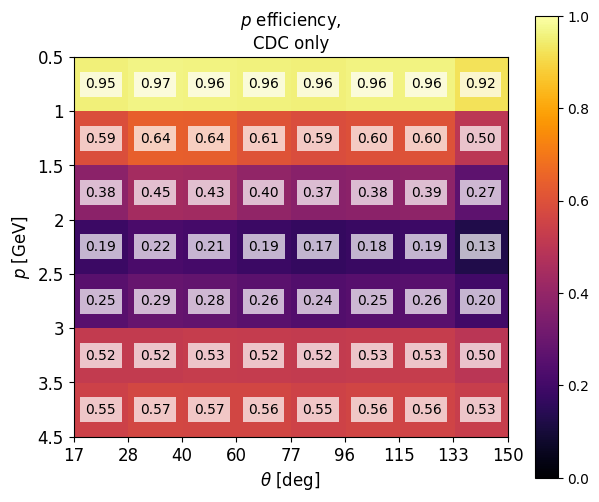 p efficiency,
CDC only
0.5
0.95 0.97 0.96 0.96 0.96 0.96 0.96 0.92
1
0.59 0.64 0.64 0.61 0.59 0.60 0.60 0.50
1.5
0.38 0.45 0.43 0.40 0.37 0.38 0.39 0.27
2
0.19 0.22 0.21 0.19 0.17 0.18 0.19 0.13
2.5
0.25 0.29 0.28 0.26 0.24 0.25 0.26 0.20
3
0.52 0.52 0.53 0.52 0.52 0.53 0.53 0.50
3.5
0.55 0.57 0.57 0.56 0.55 0.56 0.56 0.53
4.5
p [GeV]
17 28 40 60 77 96 115 133 150
θ [deg]
1.0
0.8
0.6
0.4
0.2
0.0